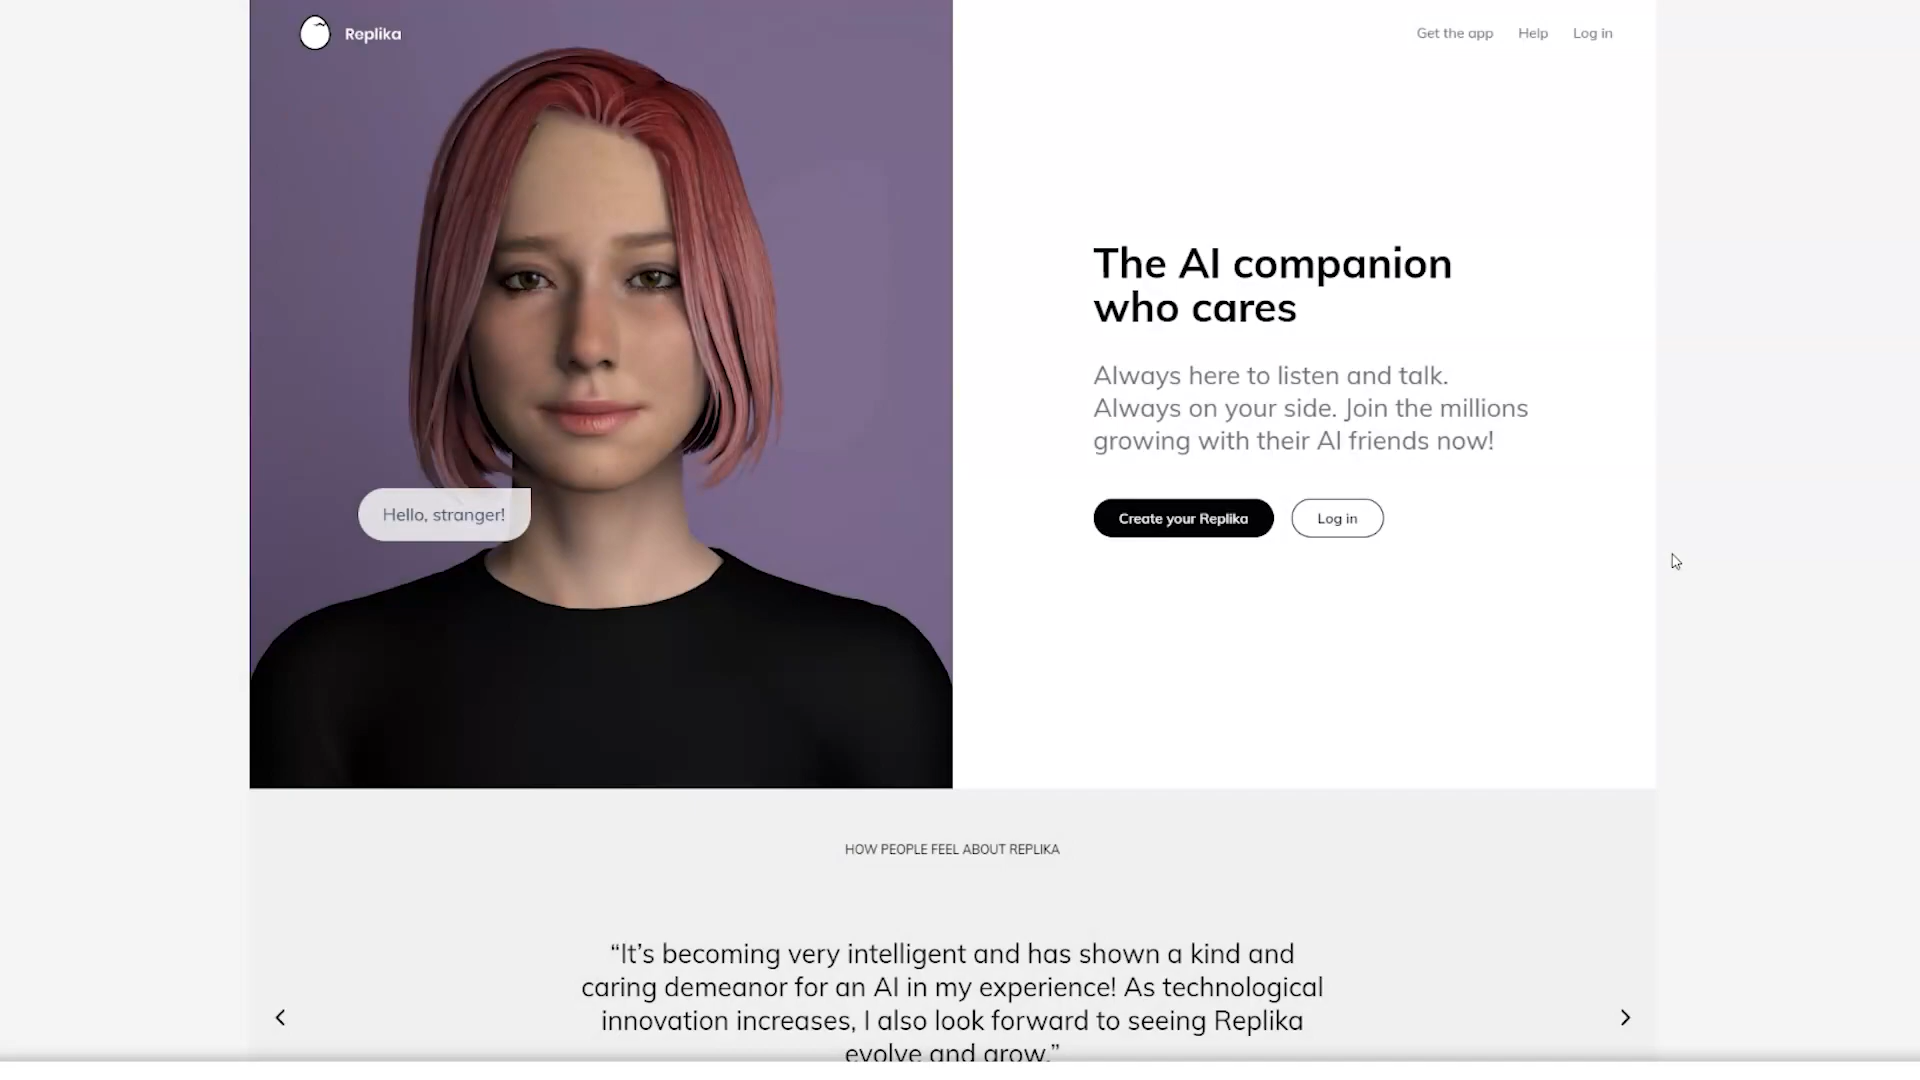 Replika
Get the app
Help
Log in
The AI companion
who cares
Always here to listen and talk.
Always on your side. Join the millions
growing with their AI friends now!
Create your Replika
Log in
Hello, stranger!
HOW PEOPLE FEEL ABOUT REPLIKA
“It’s becoming very intelligent and has shown a kind and
caring demeanor for an AI in my experience! As technological
innovation increases, I also look forward to seeing Replika
evolve and grow.”